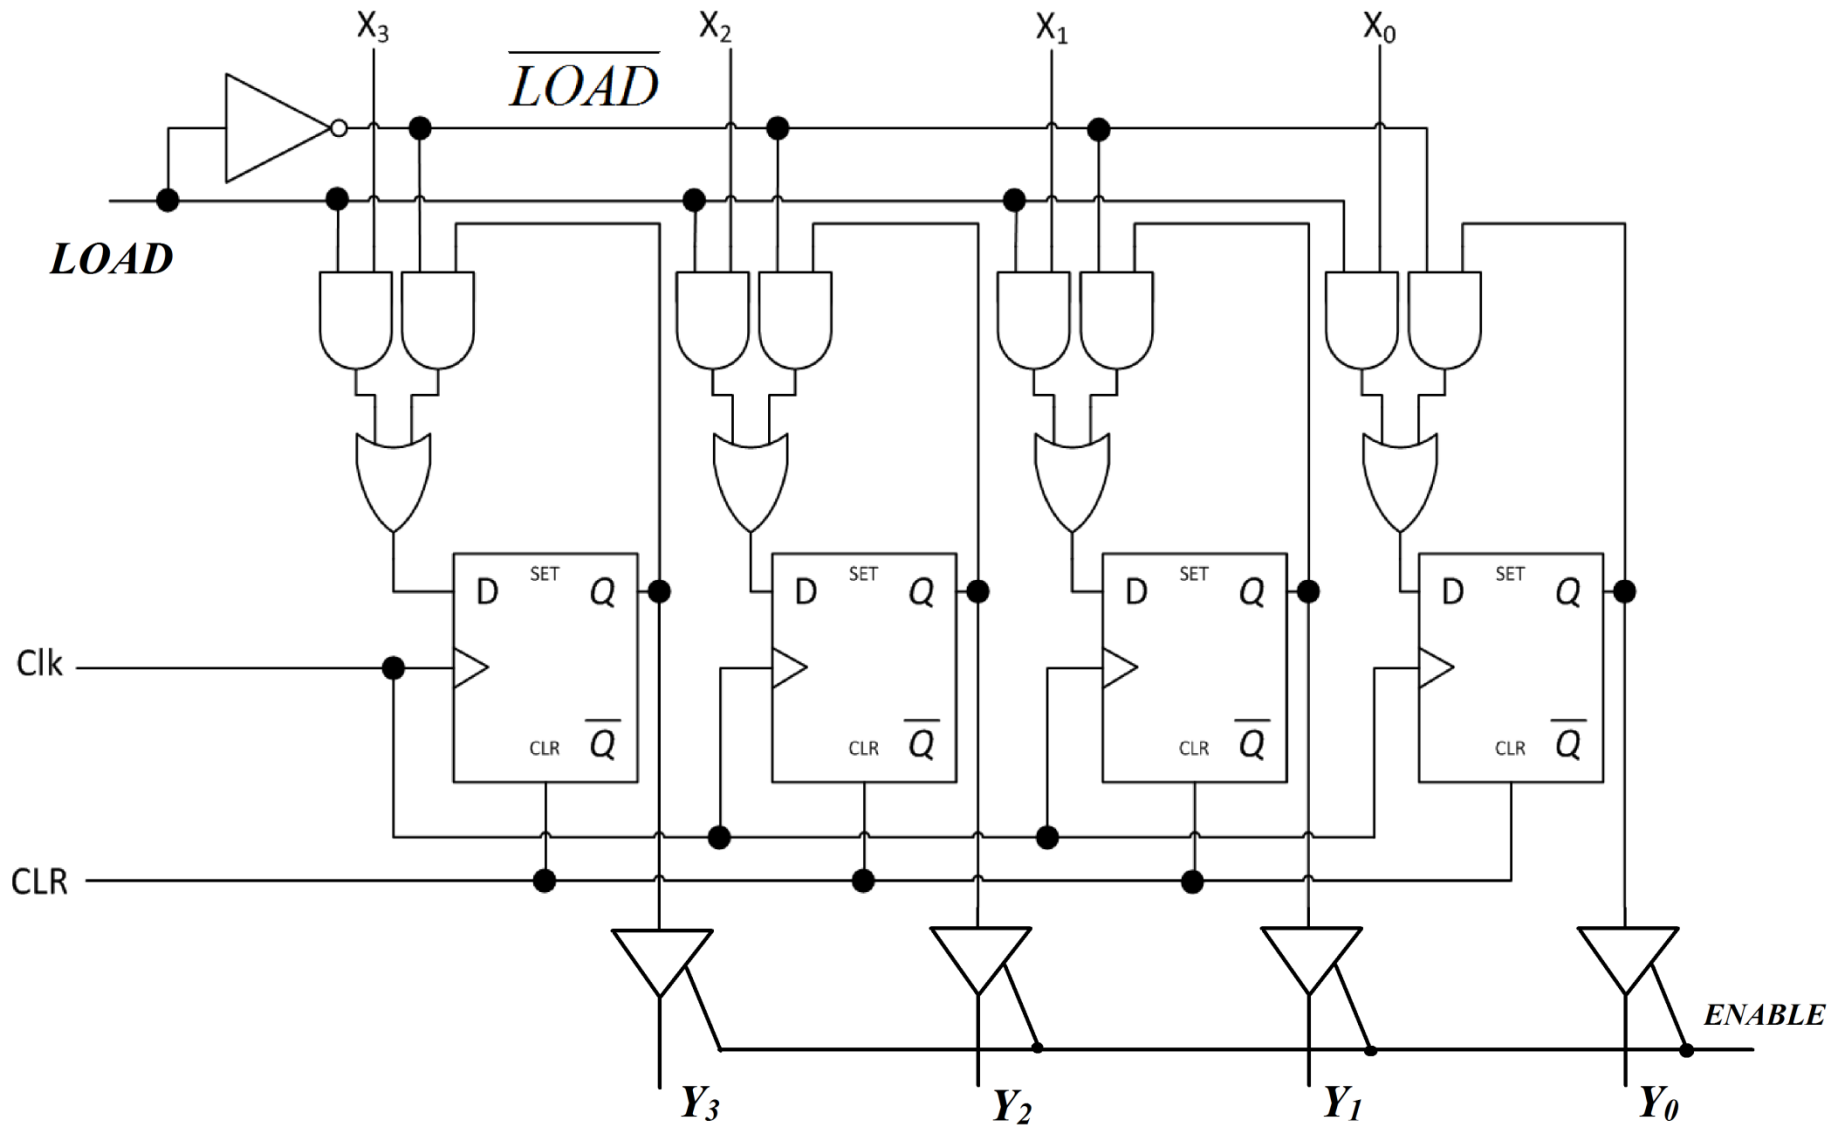 X3 X2 X1 X0
LOAD
LOAD
SET SET SET SET
D Q D Q D Q D Q
Clk
CLR Q CLR Q CLR Q CLR Q
CLR
ENABLE
Y3 Y2 Y1 Y0